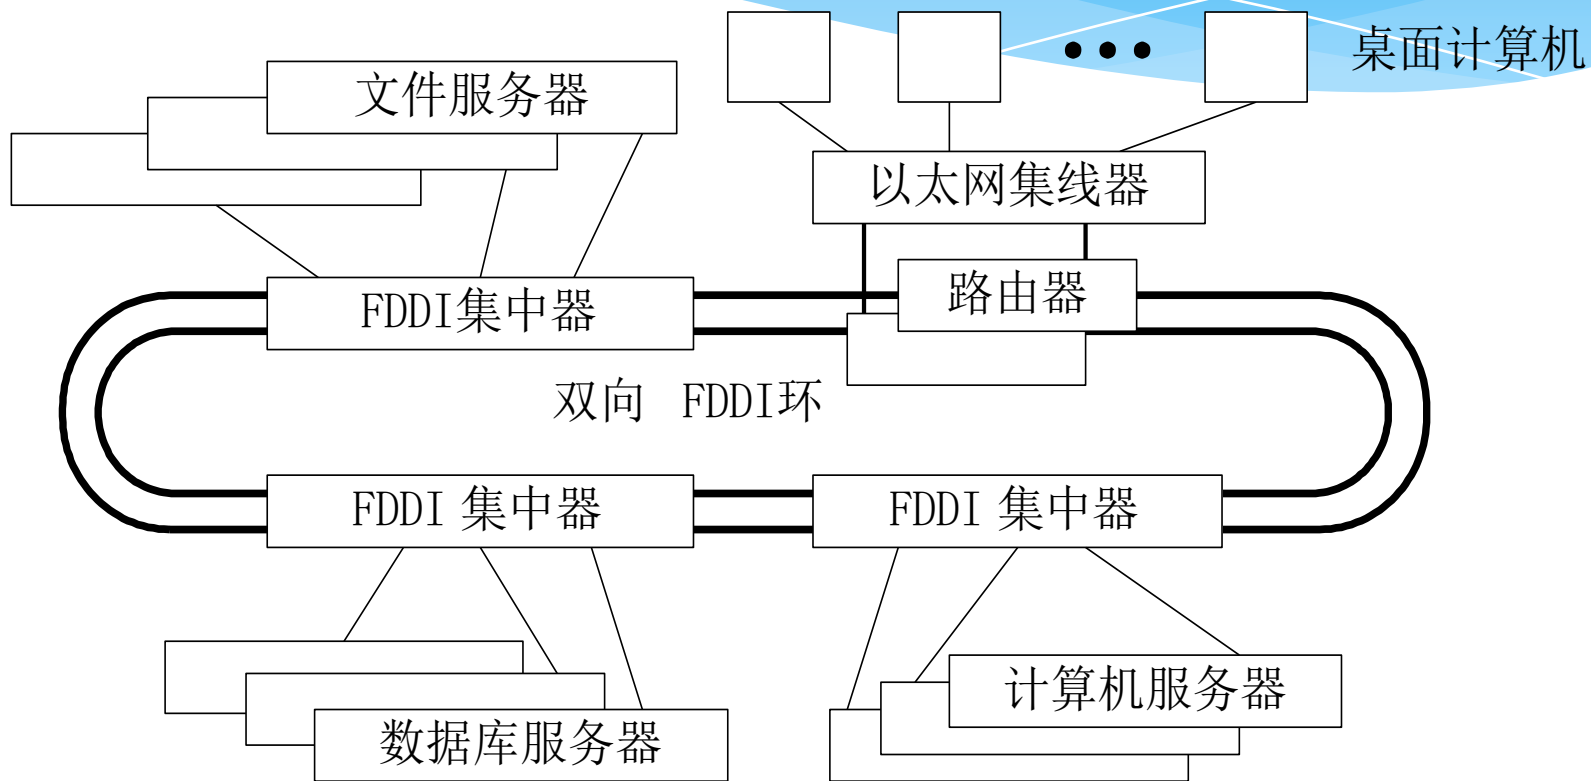 桌面计算机
文件服务器
以太网集线器
路由器
FDDI集中器
双向 FDDI环
FDDI 集中器
FDDI 集中器
计算机服务器
数据库服务器